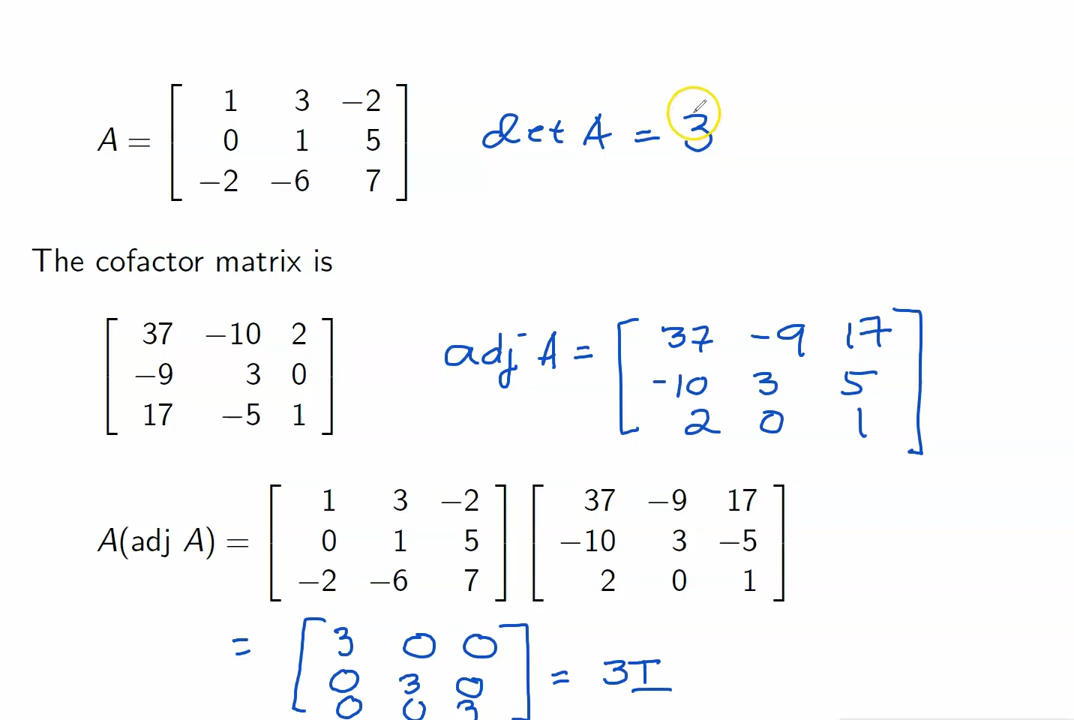 1 3 −2
A = 0 1 5 det A = 3
−2 −6 7
The cofactor matrix is
37 −10 2
−9 3 0
17 −5 1
adj A = 37 -9 17
-10 3 5
2 0 1
A(adj A) = 1 3 −2 37 −9 17
0 1 5 −10 3 −5
−2 −6 7 2 0 1
= 3 0 0
0 3 0 = 3I
0 0 3